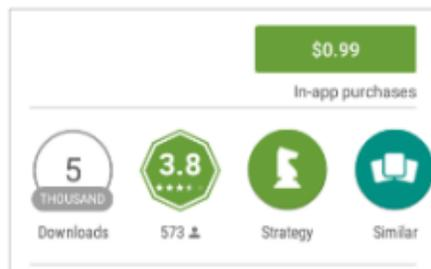 $0.99
In-app purchases
5
THOUSAND
3.8
Downloads
573
Strategy
Similar